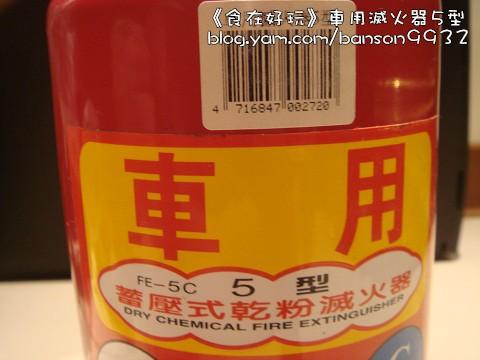 《食在好玩》車用滅火器5型
blog.yam.com/banson9932
4 716847 002720
車用
FE-5C 5 型
蓄壓式乾粉滅火器
DRY CHEMICAL FIRE EXTINGUISHER
C